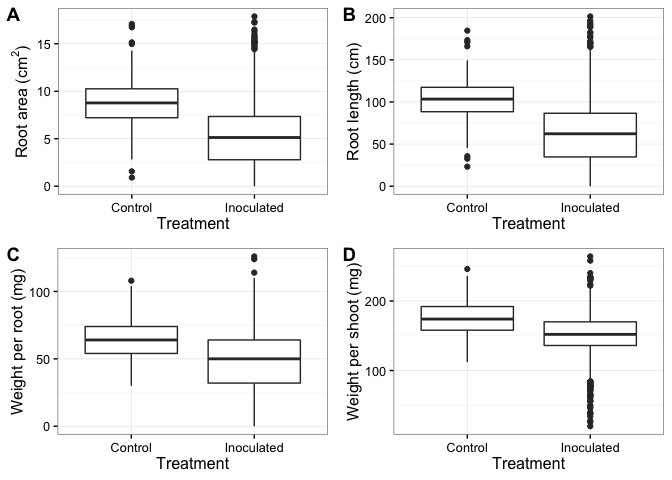 A
Root area (cm²)
15
10
5
0
Control Inoculated
Treatment
B
Root length (cm)
200
150
100
50
0
Control Inoculated
Treatment
C
Weight per root (mg)
100
50
0
Control Inoculated
Treatment
D
Weight per shoot (mg)
200
100
Control Inoculated
Treatment